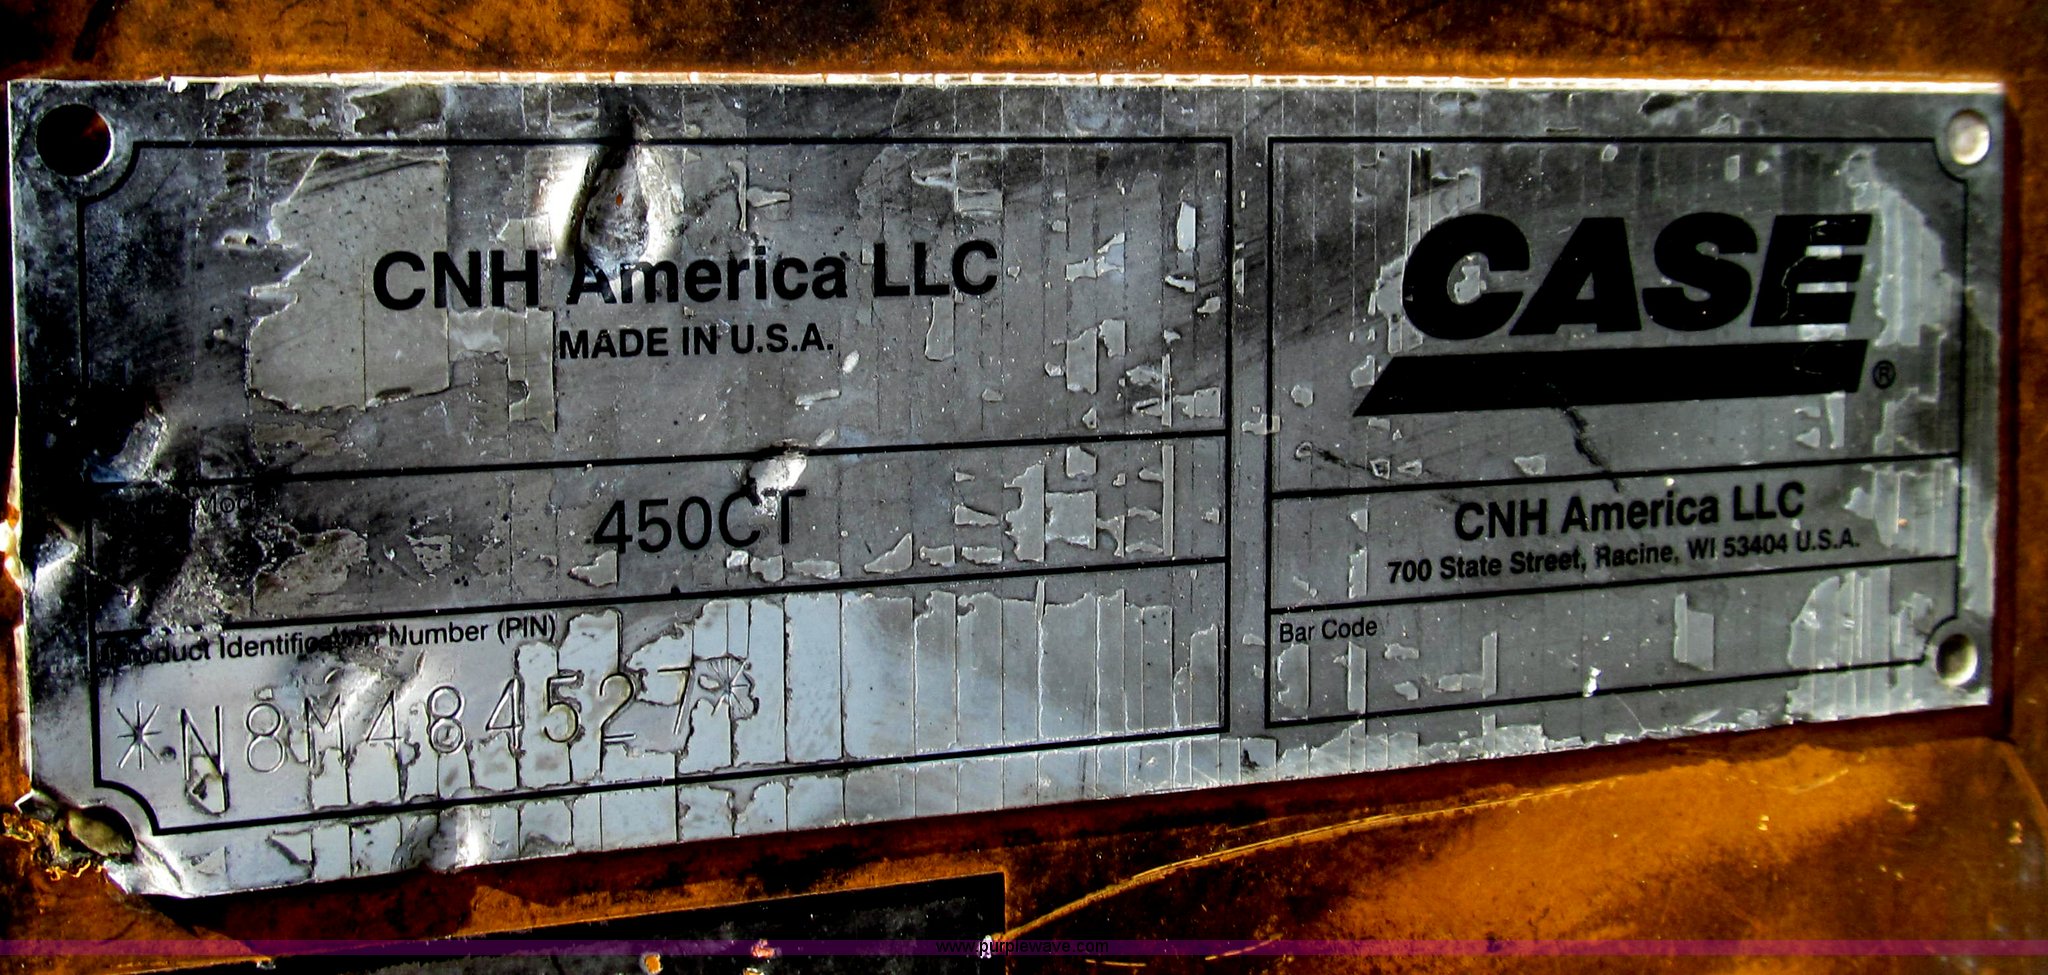 CNH America LLC
MADE IN U.S.A.
Model
450CT
Product Identification Number (PIN)
*N8M484527*
CASE®
CNH America LLC
700 State Street, Racine, WI 53404 U.S.A.
Bar Code
www.purplewave.com